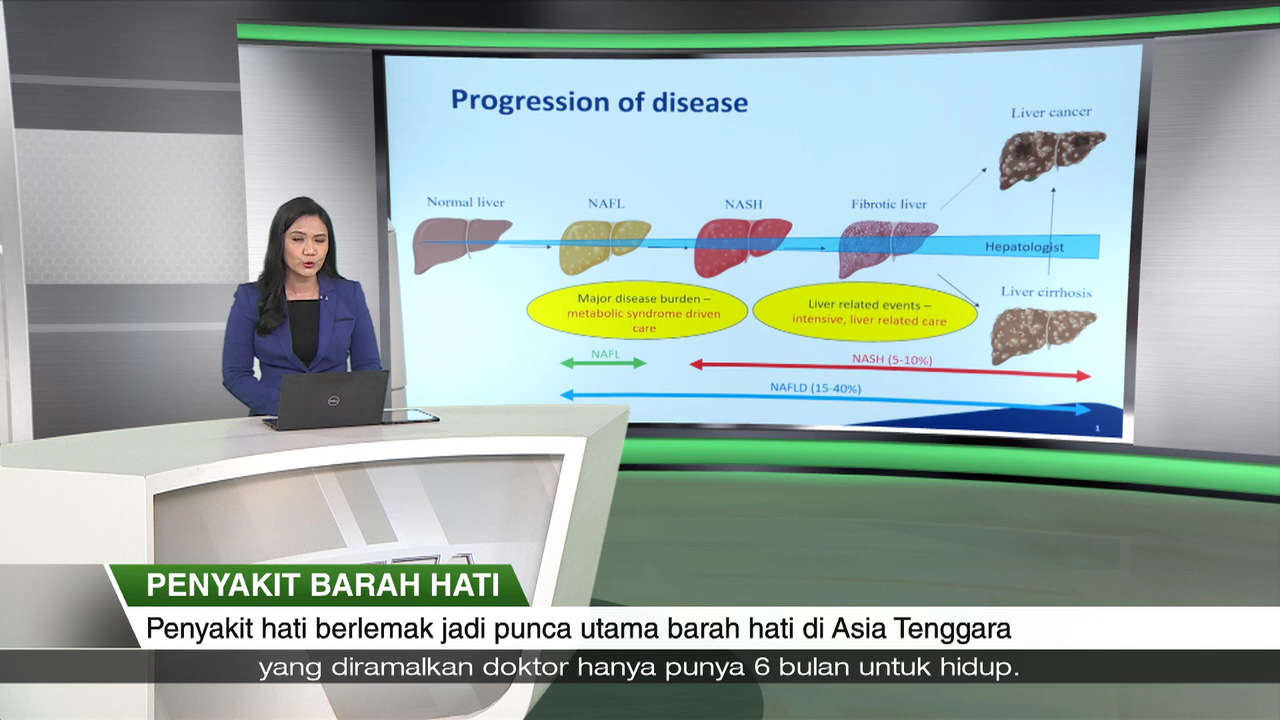 Progression of disease
Liver cancer
Normal liver
NAFL
NASH
Fibrotic liver
Hepatologist
Liver cirrhosis
Major disease burden –
metabolic syndrome driven
care
Liver related events –
intensive, liver related care
NAFL
NASH (5-10%)
NAFLD (15-40%)
1
DELL
PENYAKIT BARAH HATI
Penyakit hati berlemak jadi punca utama barah hati di Asia Tenggara
yang diramalkan doktor hanya punya 6 bulan untuk hidup.